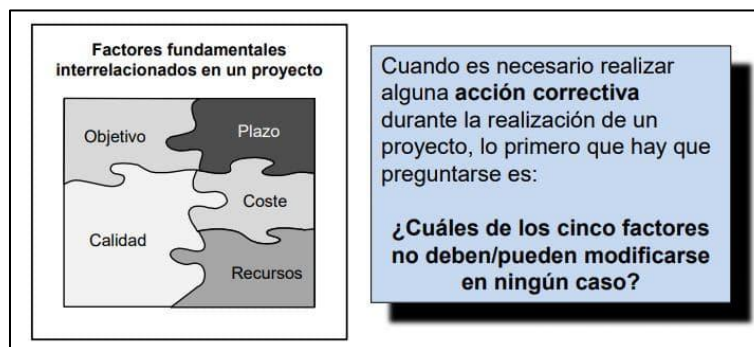 Factores fundamentales
interrelacionados en un proyecto
Objetivo
Plazo
Coste
Calidad
Recursos
Cuando es necesario realizar
alguna acción correctiva
durante la realización de un
proyecto, lo primero que hay que
preguntarse es:
¿Cuáles de los cinco factores
no deben/pueden modificarse
en ningún caso?